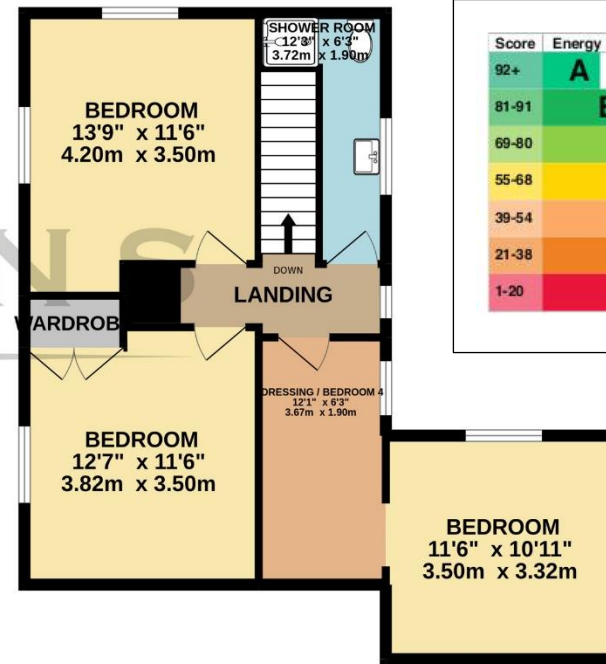 SHOWER ROOM
12'3" x 6'3"
3.72m x 1.90m
BEDROOM
13'9" x 11'6"
4.20m x 3.50m
DOWN
LANDING
WARDROB
DRESSING / BEDROOM 4
12'1" x 6'3"
3.67m x 1.90m
BEDROOM
12'7" x 11'6"
3.82m x 3.50m
BEDROOM
11'6" x 10'11"
3.50m x 3.32m
NS
Score Energy
92+ A
81-91
69-80
55-68
39-54
21-38
1-20